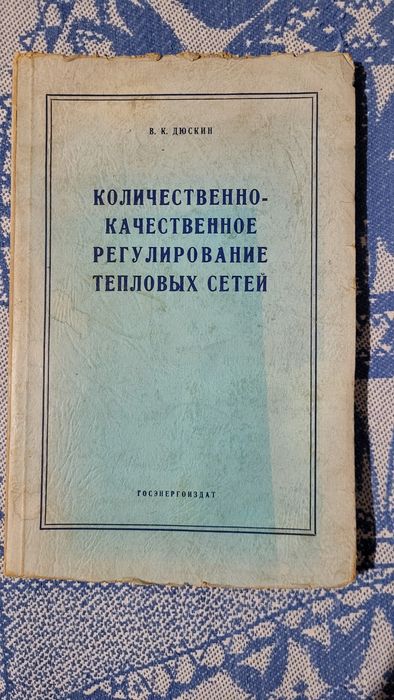 В. К. ДЮСКИН
КОЛИЧЕСТВЕННО-
КАЧЕСТВЕННОЕ
РЕГУЛИРОВАНИЕ
ТЕПЛОВЫХ СЕТЕЙ
ГОСЭНЕРГОИЗДАТ